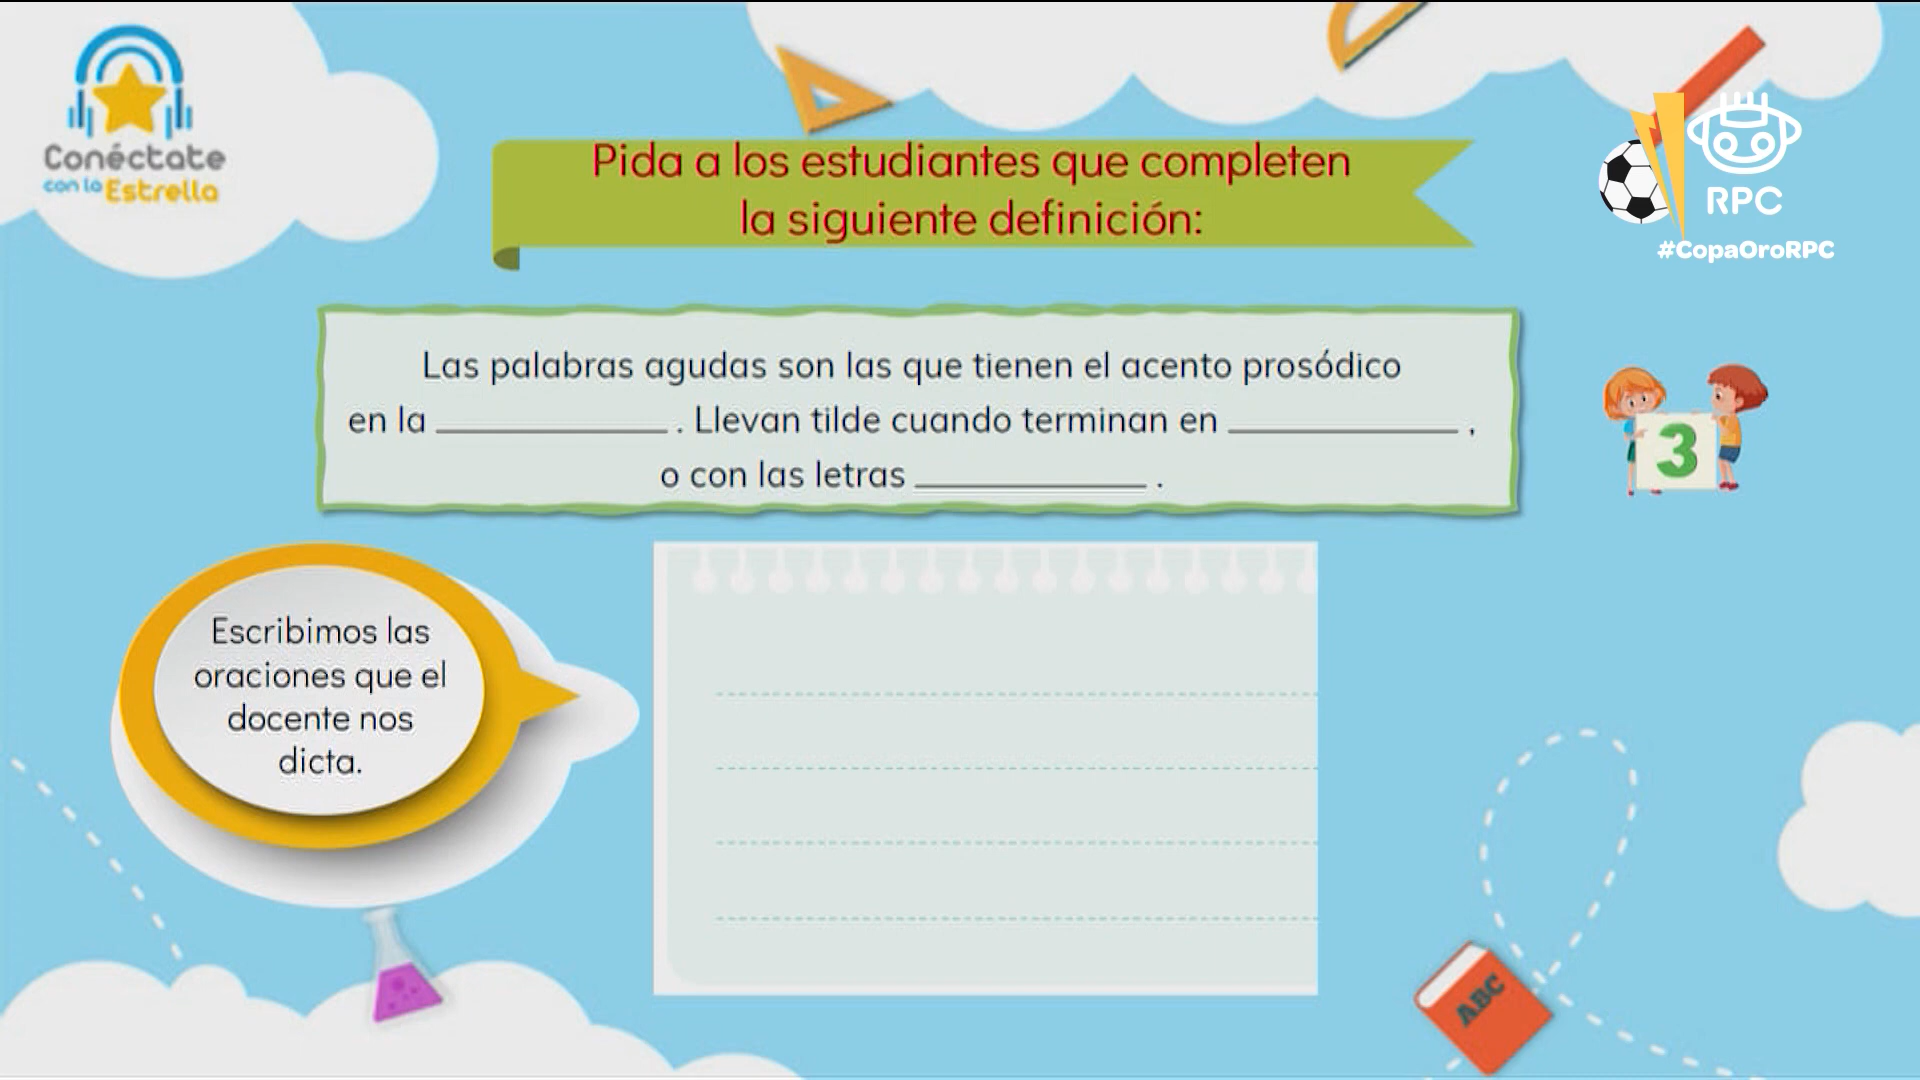 Conéctate
con la Estrella
Pida a los estudiantes que completen
la siguiente definición:
RPC
#CopaOroRPC
Las palabras agudas son las que tienen el acento prosódico
en la ____________ . Llevan tilde cuando terminan en ____________ ,
o con las letras ____________ .
3
Escribimos las
oraciones que el
docente nos
dicta.
ABC